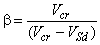 β = V_cr / (V_cr − V_Sd)